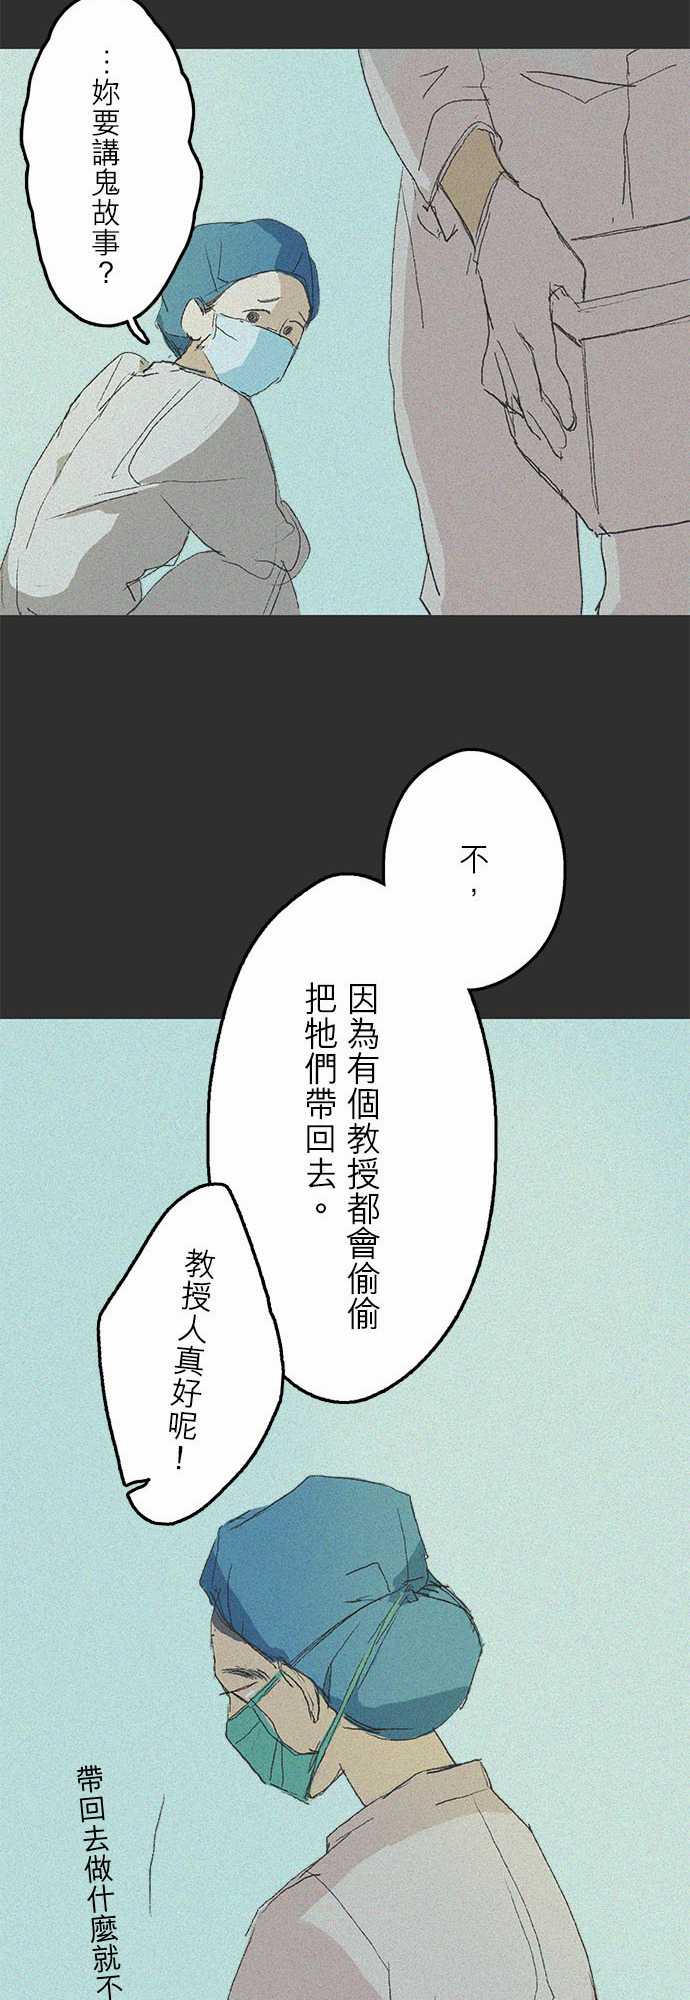 …妳要講鬼故事？
不，
因為有個教授都會偷偷
把牠們帶回去。
教授人真好呢！
帶回去做什麼就不